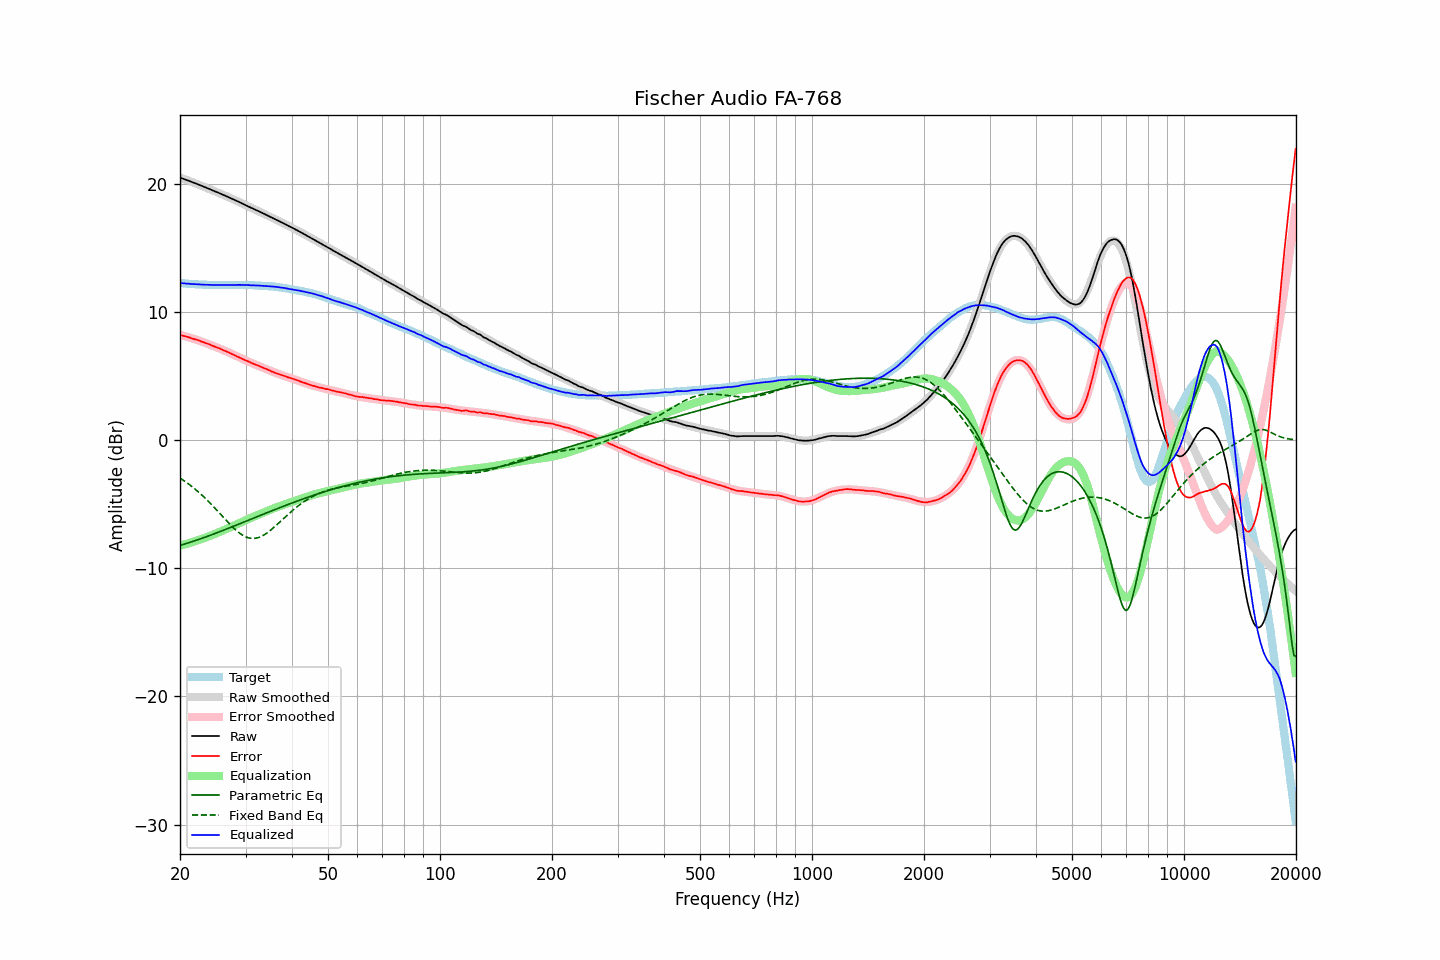 Fischer Audio FA-768
Amplitude (dBr)
20
10
0
−10
−20
−30
Target
Raw Smoothed
Error Smoothed
Raw
Error
Equalization
Parametric Eq
Fixed Band Eq
Equalized
20 50 100 200 500 1000 2000 5000 10000 20000
Frequency (Hz)